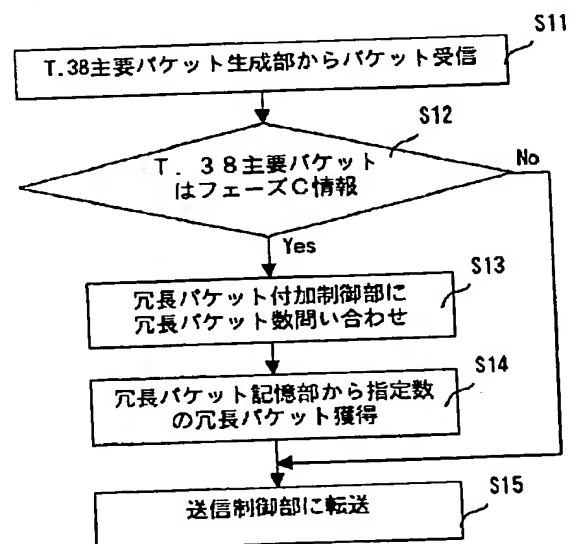 S11
T.38主要パケット生成部からパケット受信
S12
T．38主要パケット
はフェーズC情報
No
Yes
S13
冗長パケット付加制御部に
冗長パケット数問い合わせ
S14
冗長パケット記憶部から指定数
の冗長パケット獲得
S15
送信制御部に転送